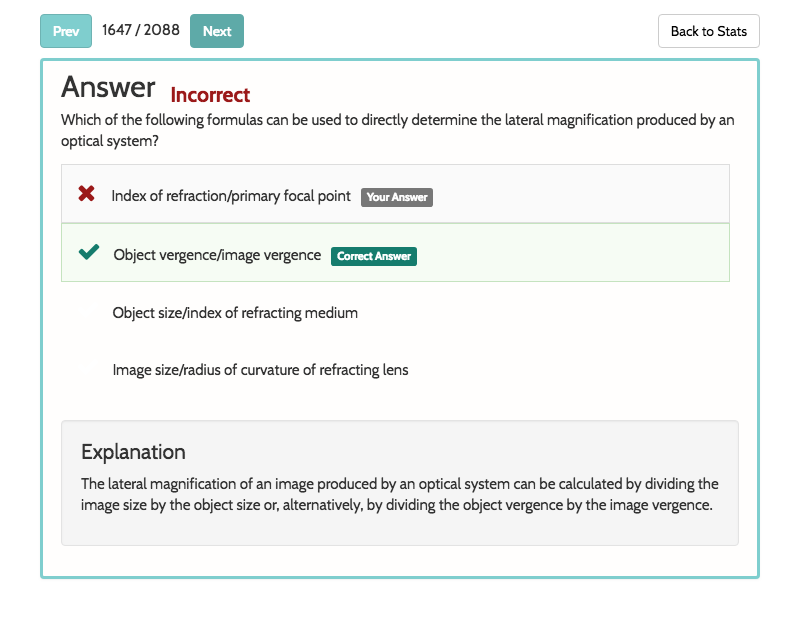 Prev 1647 / 2088 Next Back to Stats
Answer Incorrect
Which of the following formulas can be used to directly determine the lateral magnification produced by an
optical system?
Index of refraction/primary focal point Your Answer
Object vergence/image vergence Correct Answer
Object size/index of refracting medium
Image size/radius of curvature of refracting lens
Explanation
The lateral magnification of an image produced by an optical system can be calculated by dividing the
image size by the object size or, alternatively, by dividing the object vergence by the image vergence.